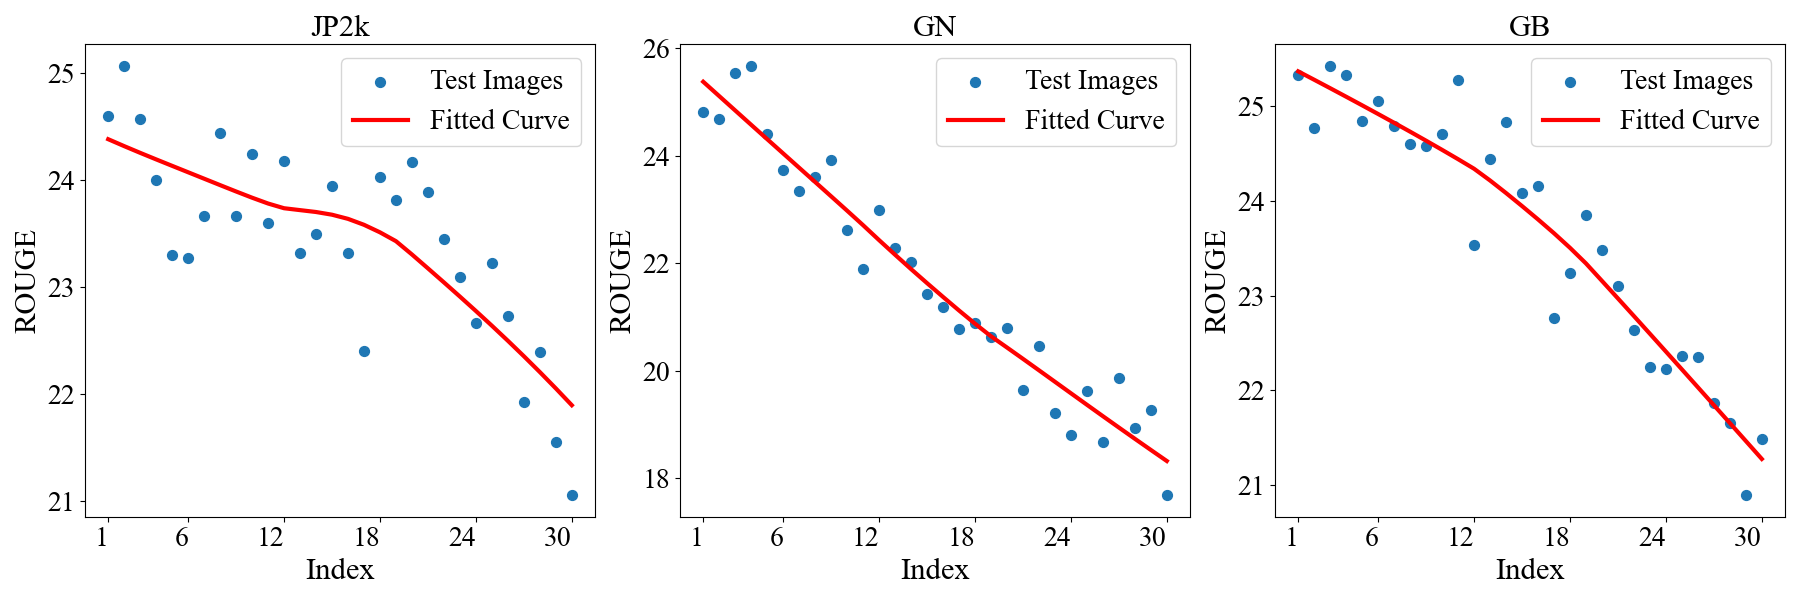 JP2k
25
24
23
22
21
ROUGE
Test Images
Fitted Curve
1 6 12 18 24 30
Index
GN
26
24
22
20
18
ROUGE
Test Images
Fitted Curve
1 6 12 18 24 30
Index
GB
25
24
23
22
21
ROUGE
Test Images
Fitted Curve
1 6 12 18 24 30
Index